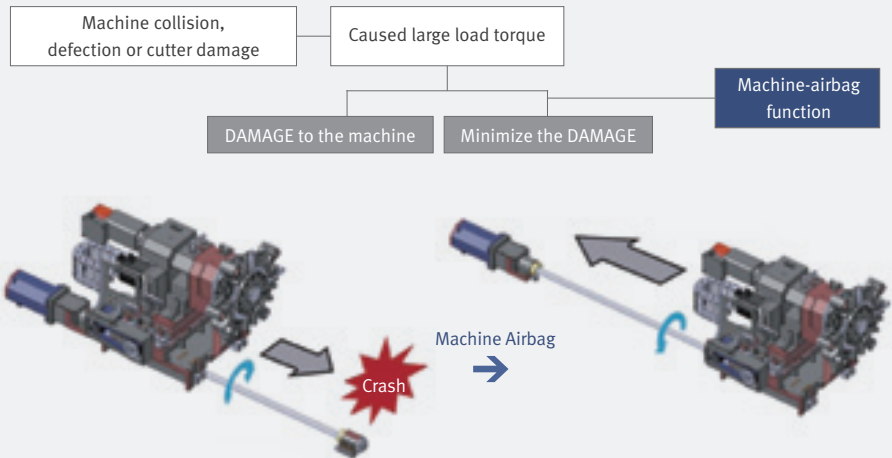 Machine collision,
defection or cutter damage
Caused large load torque
Machine-airbag
function
DAMAGE to the machine
Minimize the DAMAGE
Machine Airbag
Crash